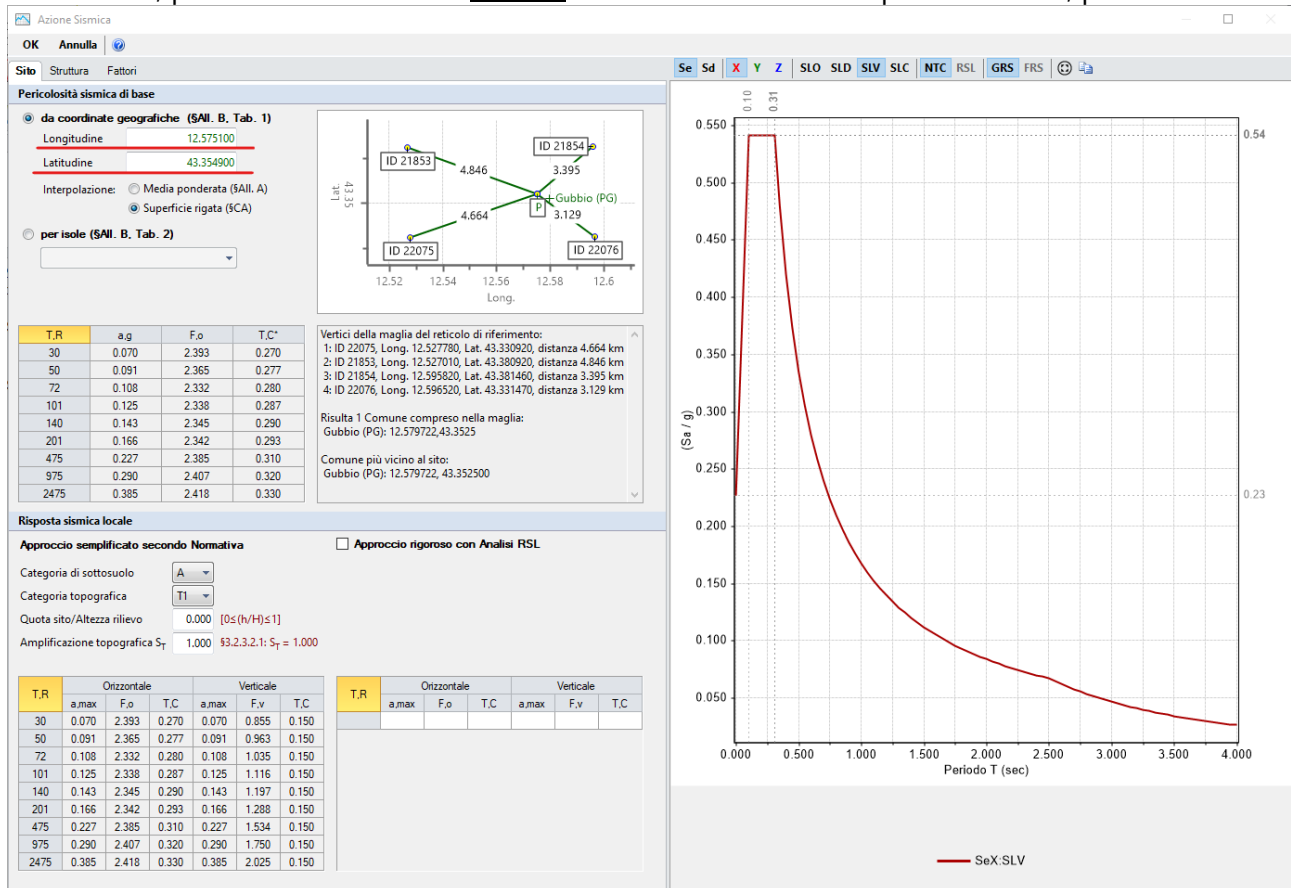 Azione Sismica
OK Annulla
Sito Struttura Fattori
Pericolosità sismica di base
da coordinate geografiche (§All. B, Tab. 1)
Longitudine 12.575100
Latitudine 43.354900
Interpolazione: Media ponderata (§All. A)
Superficie rigata (§CA)
per isole (§All. B, Tab. 2)
Lat.
43.35
ID 21853
ID 21854
4.846
3.395
Gubbio (PG)
P
4.664
3.129
ID 22075
ID 22076
12.52 12.54 12.56 12.58 12.6
Long.
T,R a,g F,o T,C*
30 0.070 2.393 0.270
50 0.091 2.365 0.277
72 0.108 2.332 0.280
101 0.125 2.338 0.287
140 0.143 2.345 0.290
201 0.166 2.342 0.293
475 0.227 2.385 0.310
975 0.290 2.407 0.320
2475 0.385 2.418 0.330
Vertici della maglia del reticolo di riferimento:
1: ID 22075, Long. 12.527780, Lat. 43.330920, distanza 4.664 km
2: ID 21853, Long. 12.527010, Lat. 43.380920, distanza 4.846 km
3: ID 21854, Long. 12.595820, Lat. 43.381460, distanza 3.395 km
4: ID 22076, Long. 12.596520, Lat. 43.331470, distanza 3.129 km
Risulta 1 Comune compreso nella maglia:
Gubbio (PG): 12.579722,43.3525
Comune più vicino al sito:
Gubbio (PG): 12.579722, 43.352500
Risposta sismica locale
Approccio semplificato secondo Normativa
Approccio rigoroso con Analisi RSL
Categoria di sottosuolo A
Categoria topografica T1
Quota sito/Altezza rilievo 0.000 [0≤(h/H)≤1]
Amplificazione topografica ST 1.000 §3.2.3.2.1: ST = 1.000
T,R Orizzontale Verticale
a,max F,o T,C a,max F,v T,C
30 0.070 2.393 0.270 0.070 0.855 0.150
50 0.091 2.365 0.277 0.091 0.963 0.150
72 0.108 2.332 0.280 0.108 1.035 0.150
101 0.125 2.338 0.287 0.125 1.116 0.150
140 0.143 2.345 0.290 0.143 1.197 0.150
201 0.166 2.342 0.293 0.166 1.288 0.150
475 0.227 2.385 0.310 0.227 1.534 0.150
975 0.290 2.407 0.320 0.290 1.750 0.150
2475 0.385 2.418 0.330 0.385 2.025 0.150
T,R Orizzontale Verticale
a,max F,o T,C a,max F,v T,C
Se Sd X Y Z SLO SLD SLV SLC NTC RSL GRS FRS
0.10 0.31
0.550
0.54
0.500
0.450
0.400
0.350
0.300
(Sa / g)
0.250
0.23
0.200
0.150
0.100
0.050
0.000 0.500 1.000 1.500 2.000 2.500 3.000 3.500 4.000
Periodo T (sec)
SeX:SLV